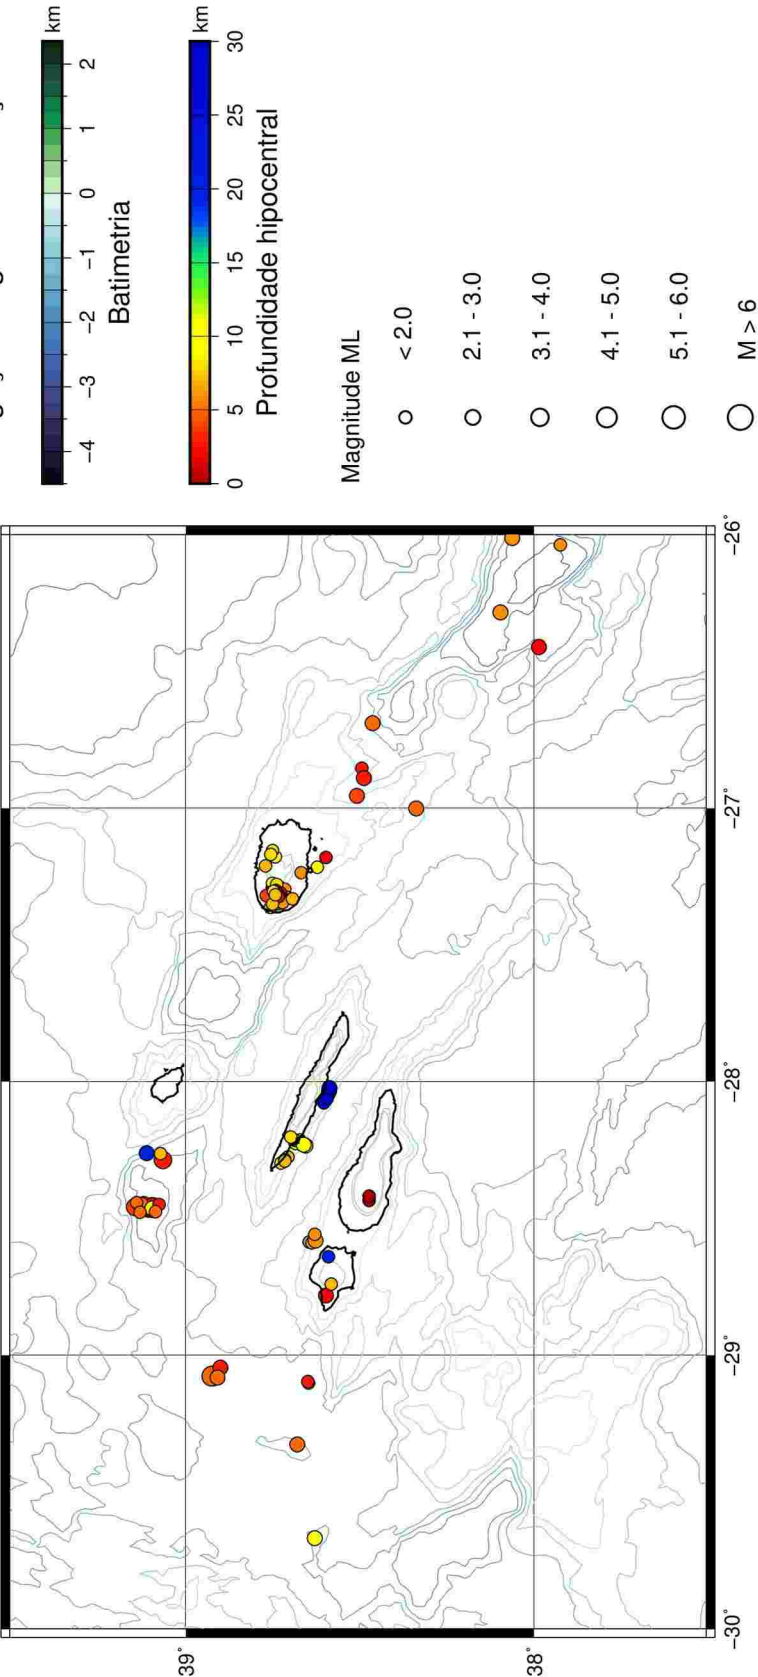 km
−4 −3 −2 −1 0 1 2
Batimetria
km
0 5 10 15 20 25 30
Profundidade hipocentral
Magnitude ML
< 2.0
2.1 - 3.0
3.1 - 4.0
4.1 - 5.0
5.1 - 6.0
M > 6
39˚
38˚
−30˚ −29˚ −28˚ −27˚ −26˚